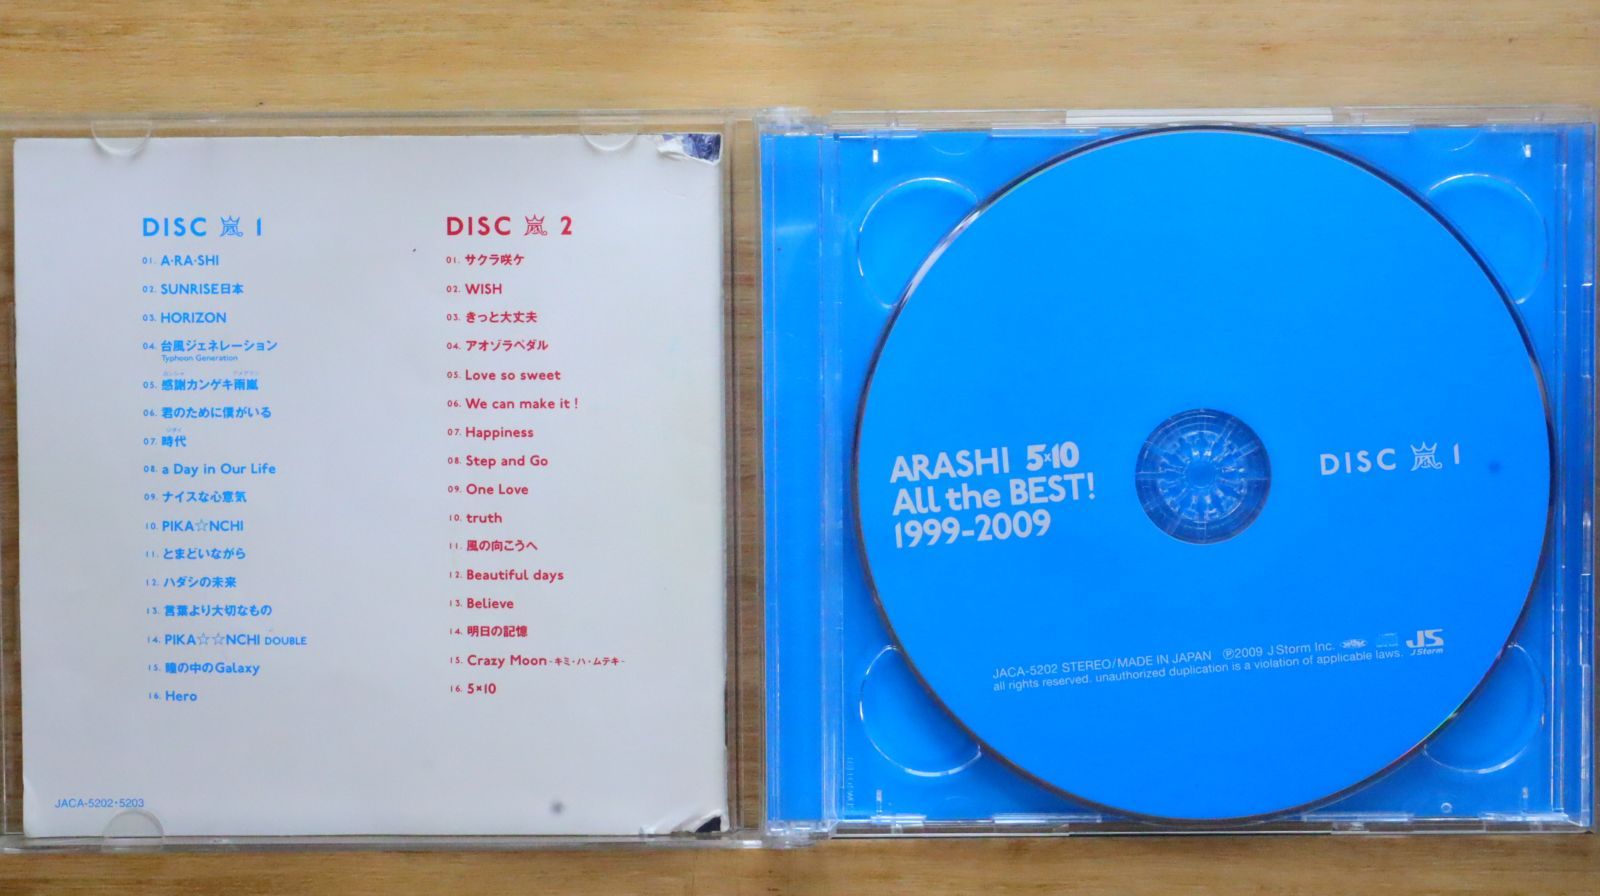 DISC 嵐 1
01. A・RA・SHI
02. SUNRISE日本
03. HORIZON
04. 台風ジェネレーション
Typhoon Generation
05. 感謝カンゲキ雨嵐
06. 君のために僕がいる
ジダイ
07. 時代
08. a Day in Our Life
09. ナイスな心意気
10. PIKA☆NCHI
11. とまどいながら
12. ハダシの未来
13. 言葉より大切なもの
14. PIKA☆☆NCHI DOUBLE
15. 瞳の中のGalaxy
16. Hero
JACA-5202・5203
DISC 嵐 2
01. サクラ咲ケ
02. WISH
03. きっと大丈夫
04. アオゾラペダル
05. Love so sweet
06. We can make it !
07. Happiness
08. Step and Go
09. One Love
10. truth
11. 風の向こうへ
12. Beautiful days
13. Believe
14. 明日の記憶
15. Crazy Moon -キミ・ハ・ムテキ-
16. 5×10
ARASHI 5×10
All the BEST!
1999-2009
DISC 嵐 1
JACA-5202 STEREO/MADE IN JAPAN ℗2009 J Storm Inc.
all rights reserved. unauthorized duplication is a violation of applicable laws.
JS
J Storm